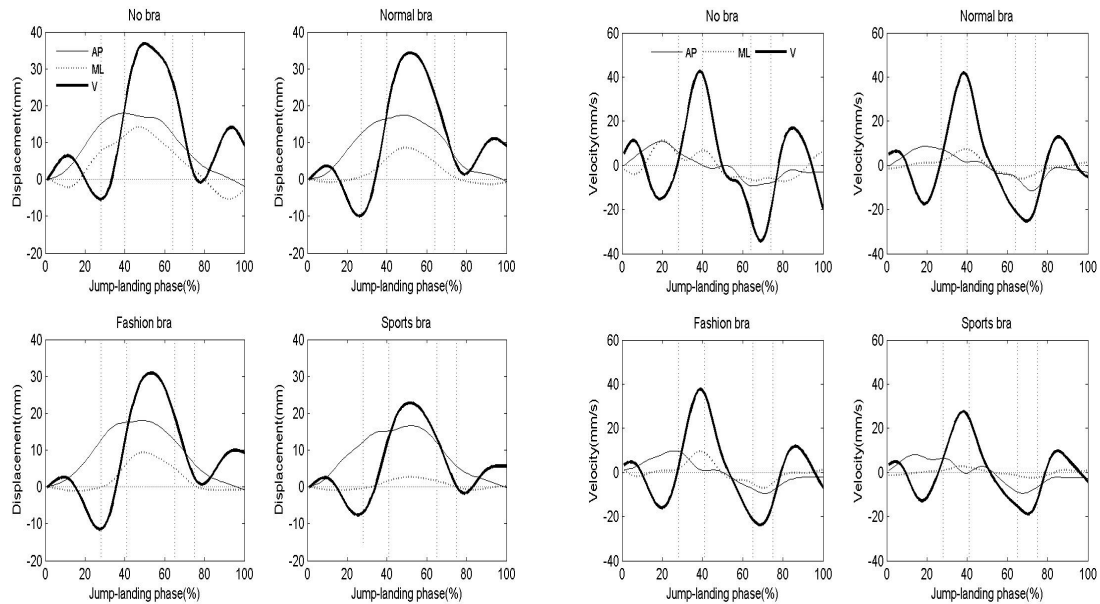 No bra
Normal bra
No bra
Normal bra
40
30
20
10
0
-10
-20
Displacement(mm)
AP
ML
V
0 20 40 60 80 100
Jump-landing phase(%)
40
30
20
10
0
-10
-20
Displacement(mm)
0 20 40 60 80 100
Jump-landing phase(%)
60
40
20
0
-20
-40
Velocity(mm/s)
AP ML V
0 20 40 60 80 100
Jump-landing phase(%)
60
40
20
0
-20
-40
Velocity(mm/s)
0 20 40 60 80 100
Jump-landing phase(%)
Fashion bra
Sports bra
Fashion bra
Sports bra
40
30
20
10
0
-10
-20
Displacement(mm)
0 20 40 60 80 100
Jump-landing phase(%)
40
30
20
10
0
-10
-20
Displacement(mm)
0 20 40 60 80 100
Jump-landing phase(%)
60
40
20
0
-20
-40
Velocity(mm/s)
0 20 40 60 80 100
Jump-landing phase(%)
60
40
20
0
-20
-40
Velocity(mm/s)
0 20 40 60 80 100
Jump-landing phase(%)